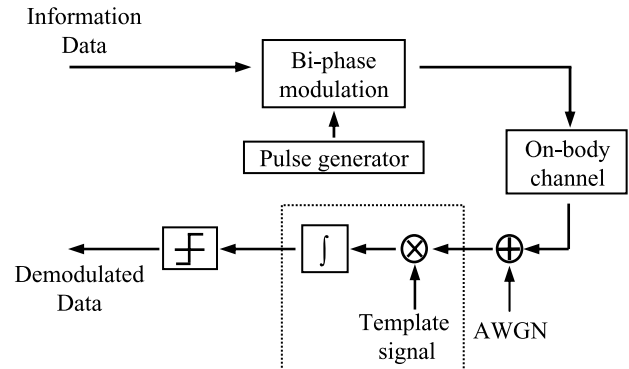 Information
Data
Bi-phase
modulation
Pulse generator
On-body
channel
∫
Demodulated
Data
Template
signal
AWGN